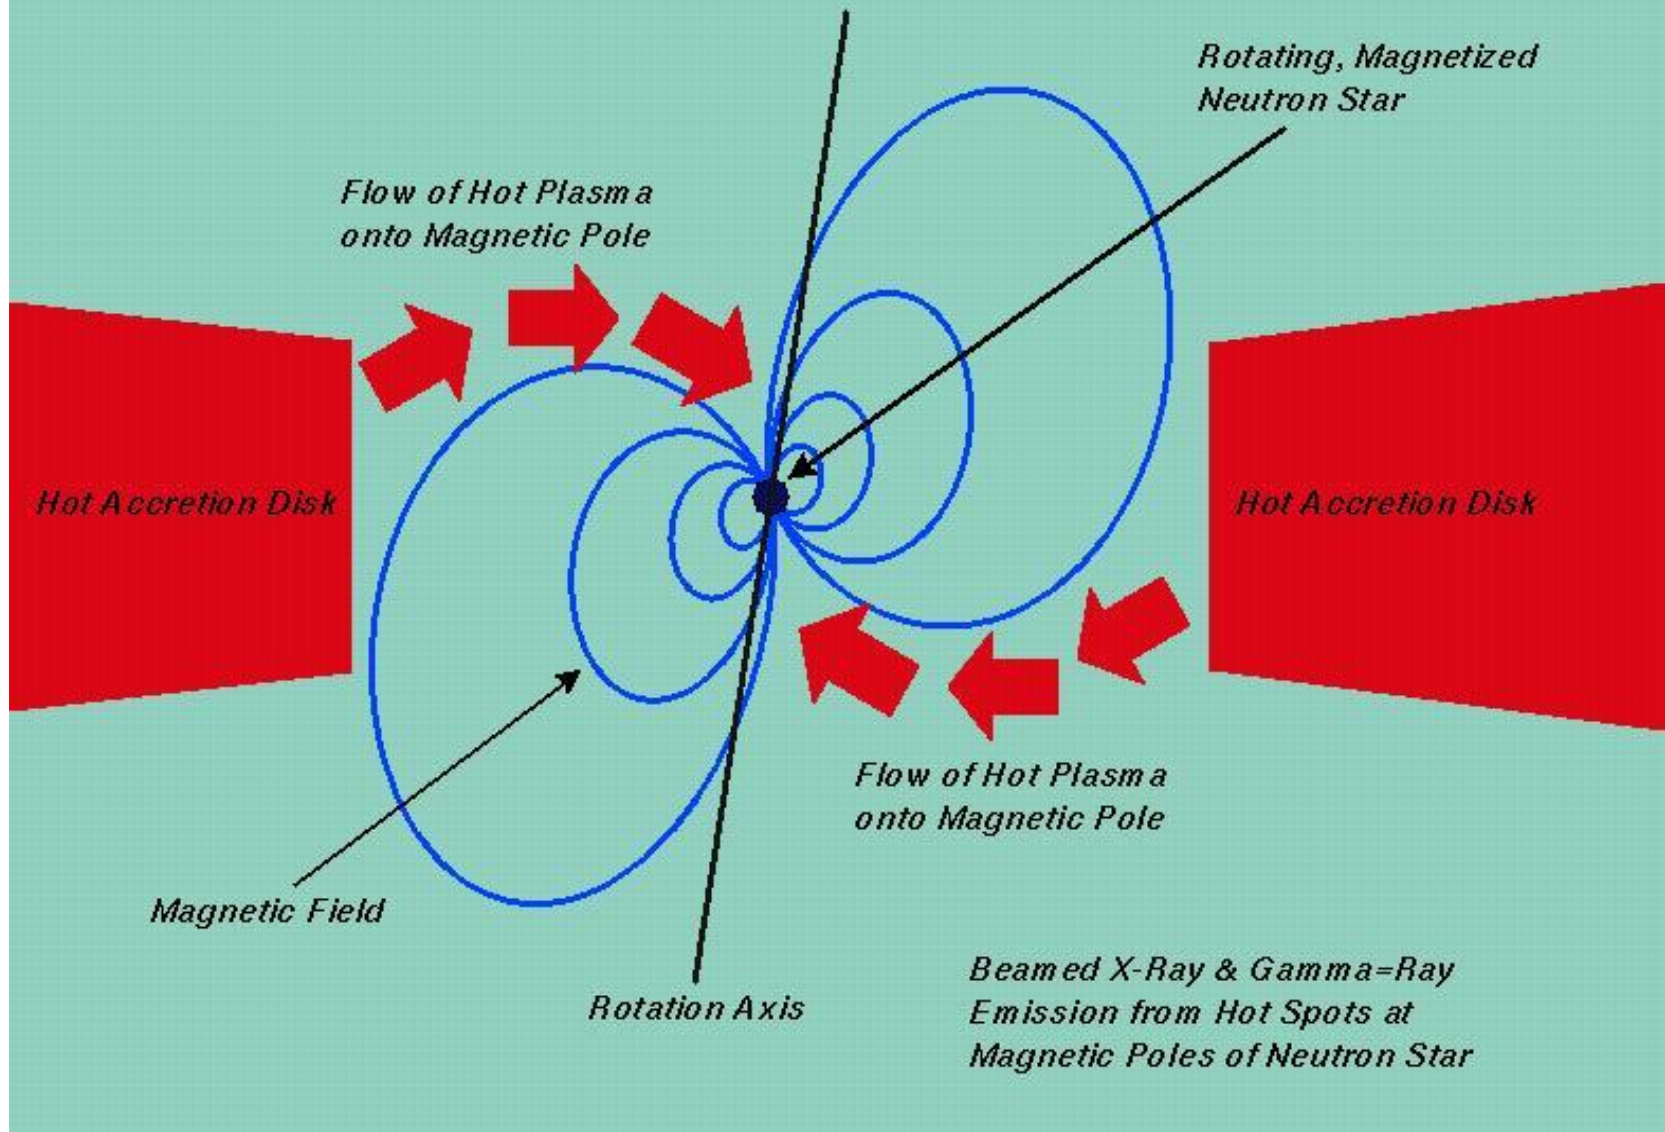 Rotating, Magnetized
Neutron Star
Flow of Hot Plasma
onto Magnetic Pole
Hot Accretion Disk
Hot Accretion Disk
Flow of Hot Plasma
onto Magnetic Pole
Magnetic Field
Rotation Axis
Beamed X-Ray & Gamma=Ray
Emission from Hot Spots at
Magnetic Poles of Neutron Star